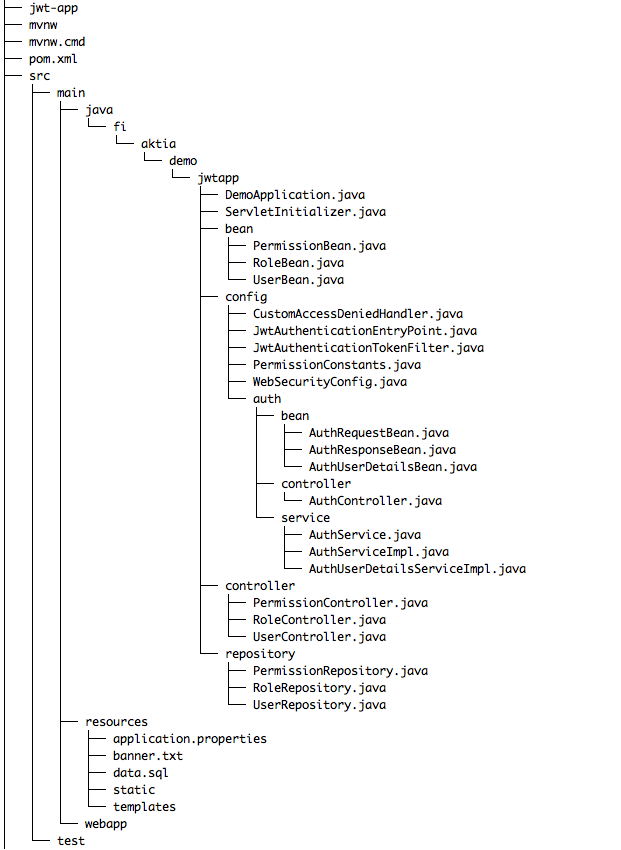 jwt-app
mvnw
mvnw.cmd
pom.xml
src
main
java
fi
aktia
demo
jwtapp
DemoApplication.java
ServletInitializer.java
bean
PermissionBean.java
RoleBean.java
UserBean.java
config
CustomAccessDeniedHandler.java
JwtAuthenticationEntryPoint.java
JwtAuthenticationTokenFilter.java
PermissionConstants.java
WebSecurityConfig.java
auth
bean
AuthRequestBean.java
AuthResponseBean.java
AuthUserDetailsBean.java
controller
AuthController.java
service
AuthService.java
AuthServiceImpl.java
AuthUserDetailsServiceImpl.java
controller
PermissionController.java
RoleController.java
UserController.java
repository
PermissionRepository.java
RoleRepository.java
UserRepository.java
resources
application.properties
banner.txt
data.sql
static
templates
webapp
test